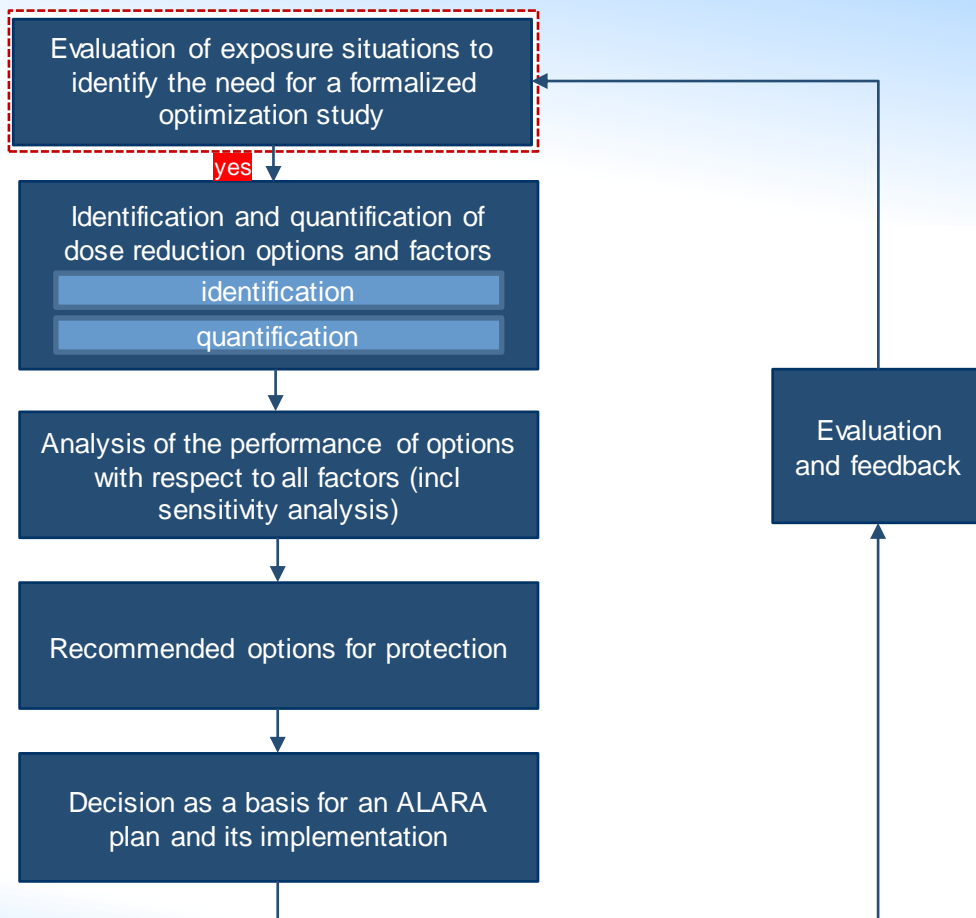 Evaluation of exposure situations to
identify the need for a formalized
optimization study
yes
Identification and quantification of
dose reduction options and factors
identification
quantification
Analysis of the performance of options
with respect to all factors (incl
sensitivity analysis)
Recommended options for protection
Decision as a basis for an ALARA
plan and its implementation
Evaluation
and feedback